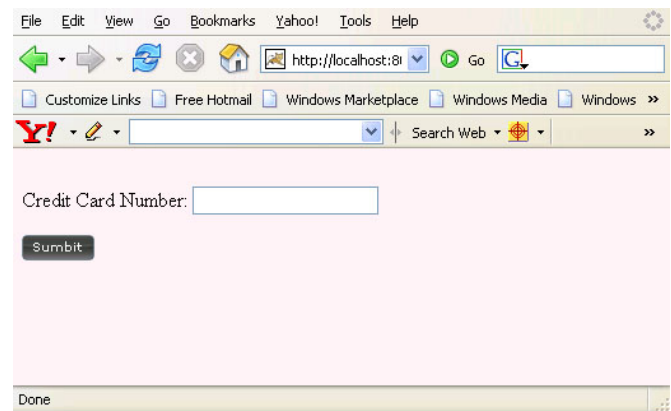 File Edit View Go Bookmarks Yahoo! Tools Help
http://localhost:80 Go G
Customize Links Free Hotmail Windows Marketplace Windows Media Windows »
Y! Search Web »
Credit Card Number:
Sumbit
Done